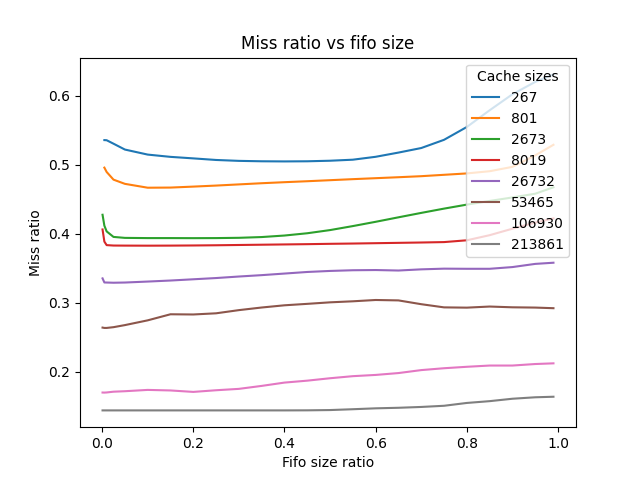 Miss ratio vs fifo size
Cache sizes
267
801
2673
8019
26732
53465
106930
213861
0.6
0.5
0.4
0.3
0.2
Miss ratio
0.0 0.2 0.4 0.6 0.8 1.0
Fifo size ratio